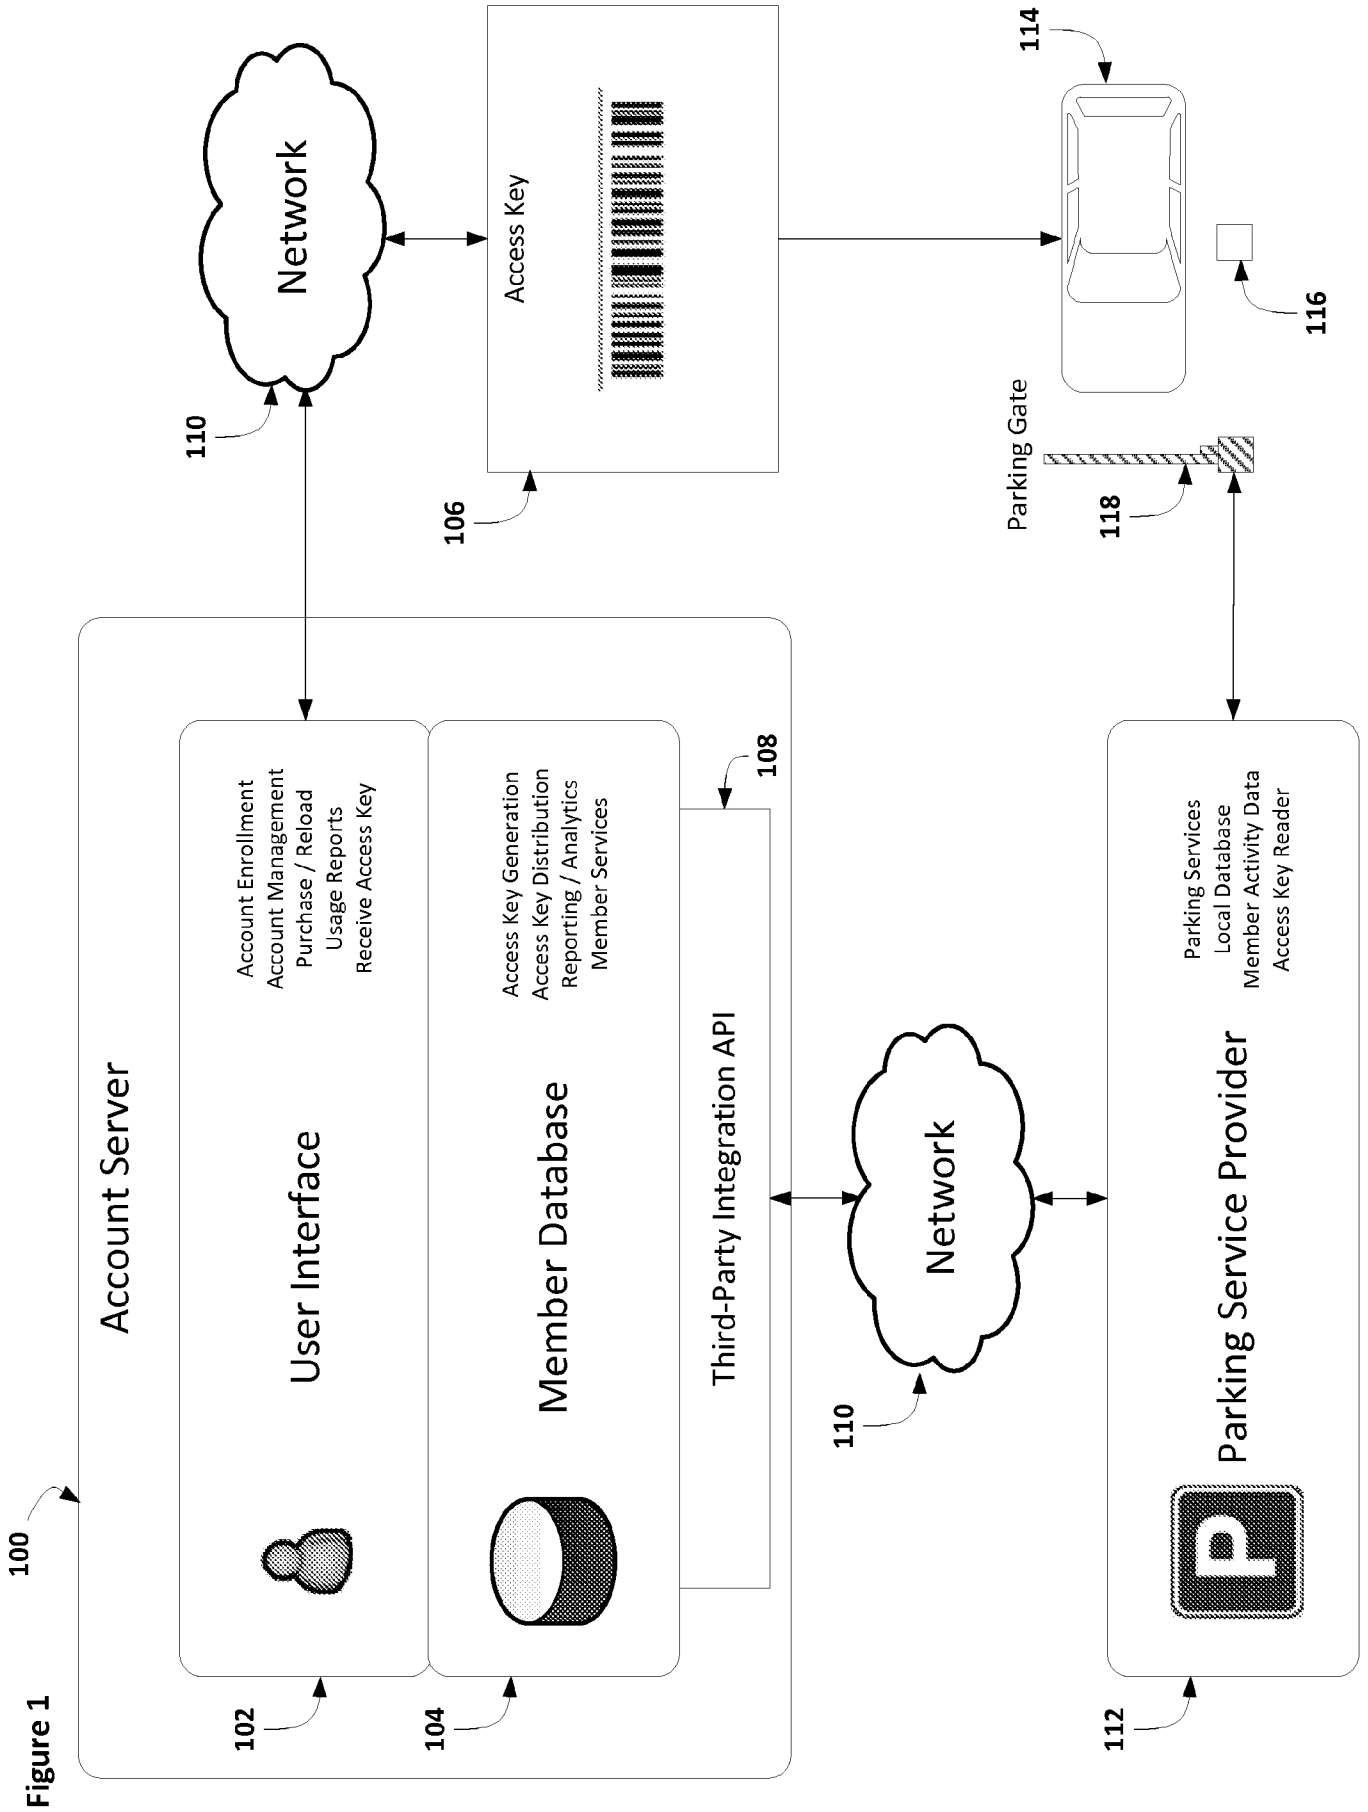 Figure 1
100
Account Server
102
User Interface
Account Enrollment
Account Management
Purchase / Reload
Usage Reports
Receive Access Key
104
Member Database
Access Key Generation
Access Key Distribution
Reporting / Analytics
Member Services
Third-Party Integration API
108
110
Network
106
Access Key
110
Network
112
P
Parking Service Provider
Parking Services
Local Database
Member Activity Data
Access Key Reader
Parking Gate
118
114
116